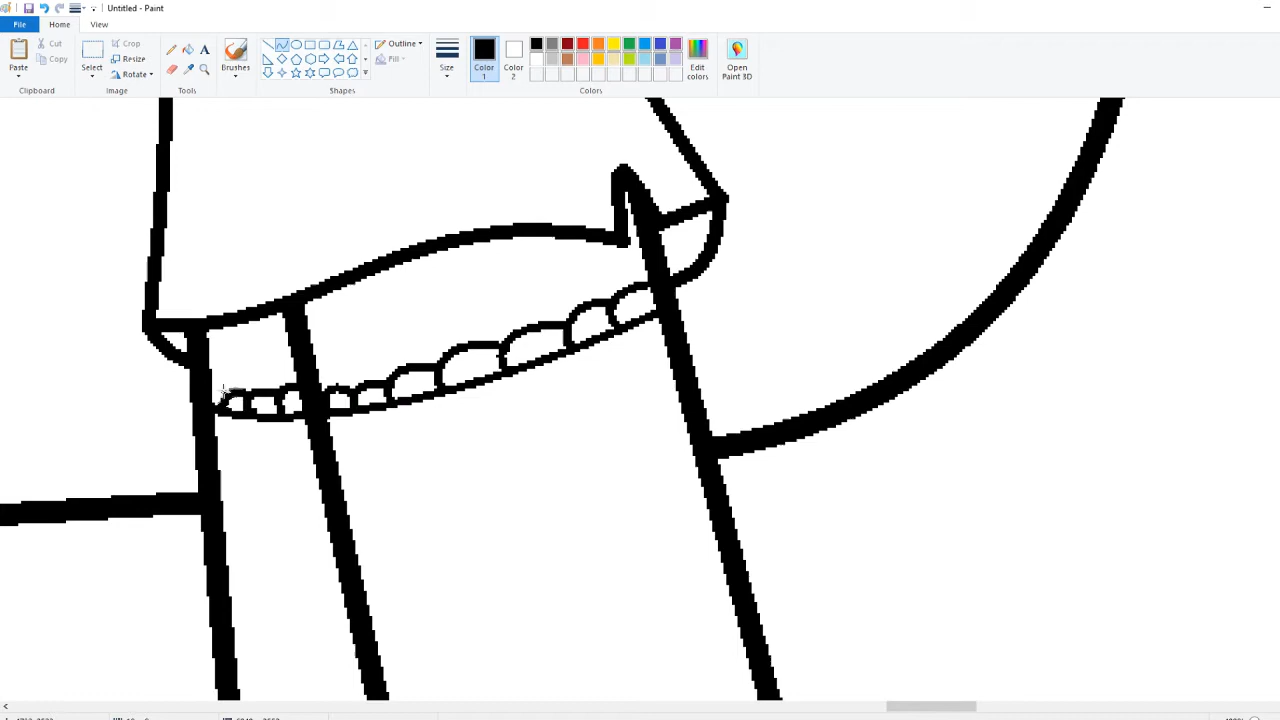 Untitled - Paint
File
Home
View
Paste
Cut
Copy
Clipboard
Select
Crop
Resize
Rotate
Image
A
Tools
Brushes
Outline
Fill
Shapes
Size
Color 1
Color 2
Edit colors
Colors
Open Paint 3D